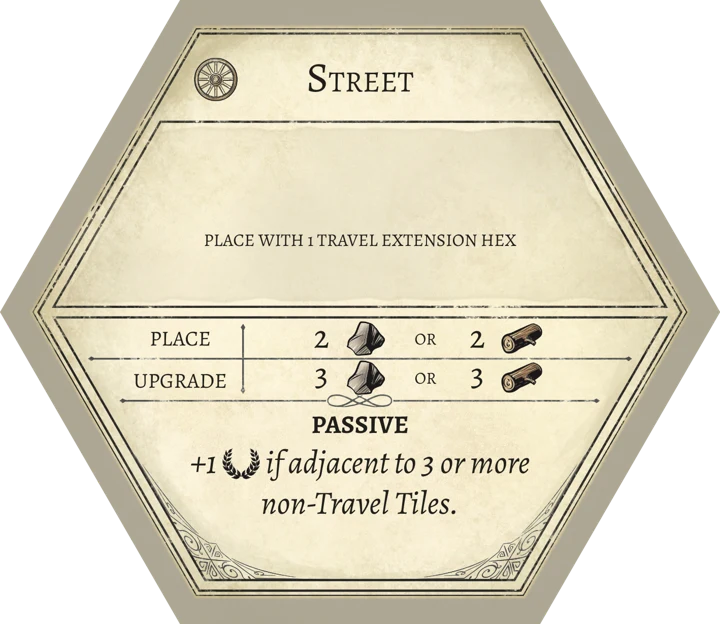 Street
PLACE WITH 1 TRAVEL EXTENSION HEX
PLACE 2 OR 2
UPGRADE 3 OR 3
PASSIVE
+1 if adjacent to 3 or more
non-Travel Tiles.